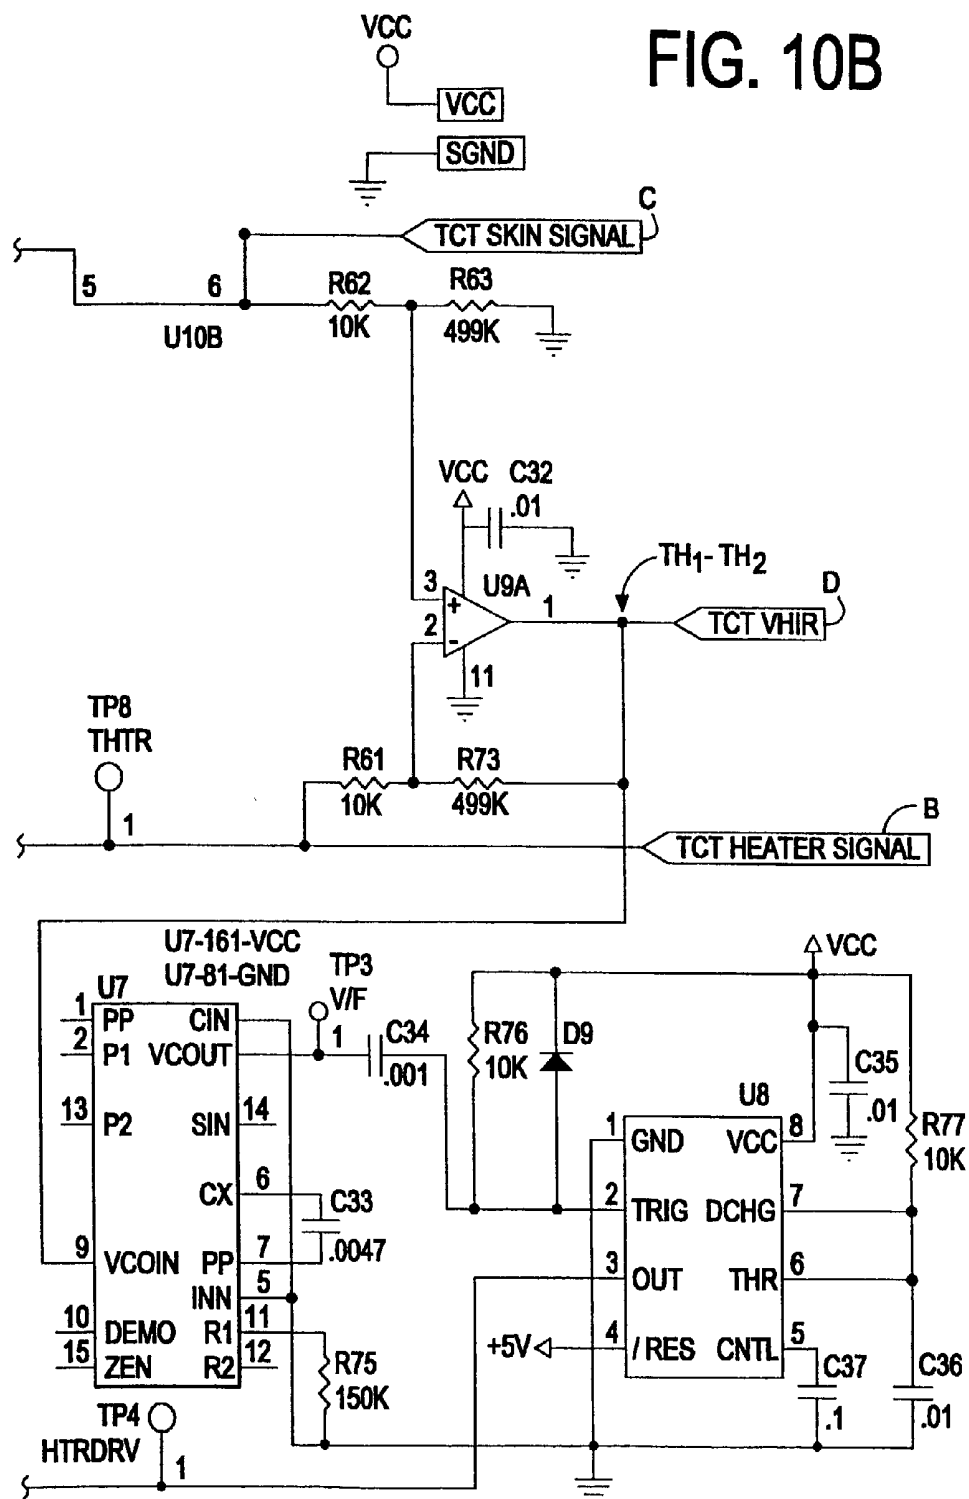 FIG. 10B
VCC
VCC
SGND
C
TCT SKIN SIGNAL
5
6
U10B
R62
10K
R63
499K
VCC
C32
.01
3
+
U9A
2
-
1
11
TH1- TH2
D
TCT VHIR
TP8
THTR
1
R61
10K
R73
499K
B
TCT HEATER SIGNAL
U7-161-VCC
U7-81-GND
U7
1
PP
CIN
2
P1
VCOUT
13
P2
SIN
14
CX
6
C33
.0047
9
VCOIN
PP
7
INN
5
10
DEMO
R1
11
15
ZEN
R2
12
R75
150K
TP3
V/F
1
C34
.001
R76
10K
D9
VCC
C35
.01
R77
10K
U8
1
GND
VCC
8
2
TRIG
DCHG
7
3
OUT
THR
6
+5V
4
/RES
CNTL
5
C37
.1
C36
.01
TP4
HTRDRV
1